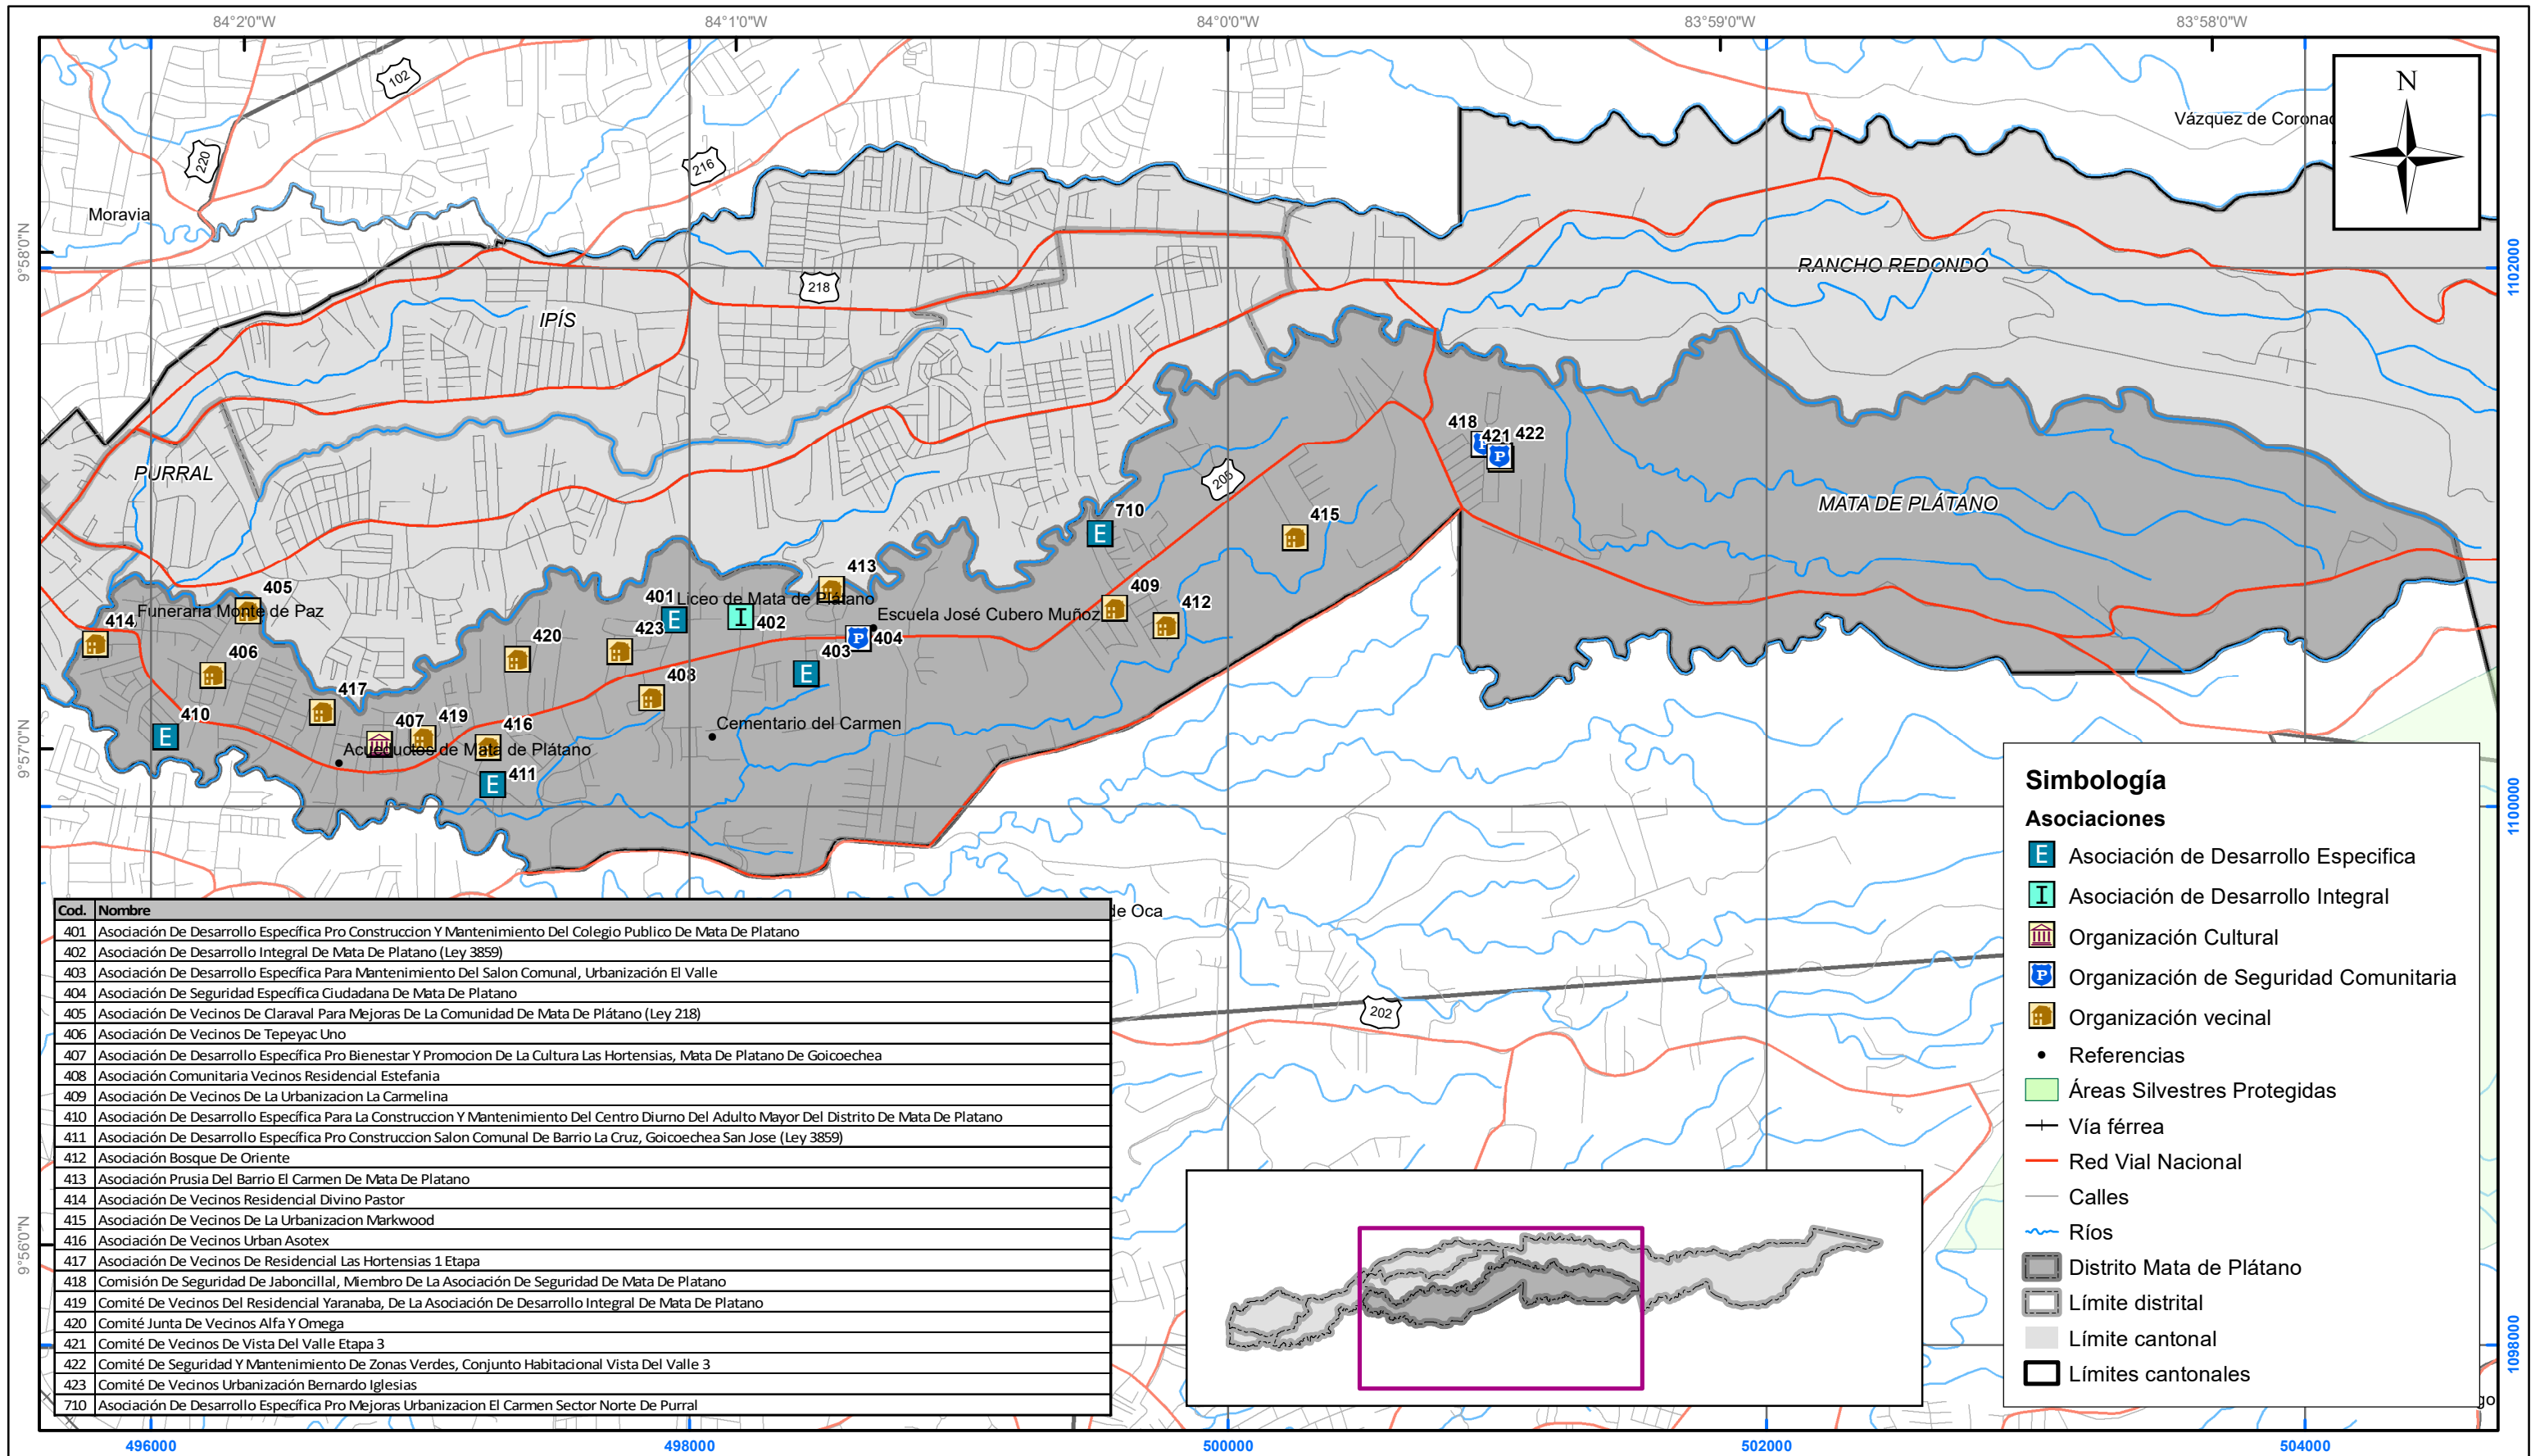 84°2'0"W
84°1'0"W
84°0'0"W
83°59'0"W
83°58'0"W
102
220
216
Moravia
Vázquez de Coronad
N
9°58'0"N
1102000
218
IPÍS
RANCHO REDONDO
PURRAL
418
421
422
205
MATA DE PLÁTANO
710
415
413
405
401
Liceo de Mata de Plátano
409
Funeraria Monte de Paz
Escuela José Cubero Muñoz
412
414
402
404
420
423
403
406
408
417
410
407
419
416
Cementario del Carmen
Acueductos de Mata de Plátano
411
9°57'0"N
1100000
de Oca
202
9°56'0"N
1098000
go
Cod. Nombre
401 Asociación De Desarrollo Específica Pro Construccion Y Mantenimiento Del Colegio Publico De Mata De Platano
402 Asociación De Desarrollo Integral De Mata De Platano (Ley 3859)
403 Asociación De Desarrollo Específica Para Mantenimiento Del Salon Comunal, Urbanización El Valle
404 Asociación De Seguridad Específica Ciudadana De Mata De Platano
405 Asociación De Vecinos De Claraval Para Mejoras De La Comunidad De Mata De Plátano (Ley 218)
406 Asociación De Vecinos De Tepeyac Uno
407 Asociación De Desarrollo Específica Pro Bienestar Y Promocion De La Cultura Las Hortensias, Mata De Platano De Goicoechea
408 Asociación Comunitaria Vecinos Residencial Estefania
409 Asociación De Vecinos De La Urbanizacion La Carmelina
410 Asociación De Desarrollo Específica Para La Construccion Y Mantenimiento Del Centro Diurno Del Adulto Mayor Del Distrito De Mata De Platano
411 Asociación De Desarrollo Específica Pro Construccion Salon Comunal De Barrio La Cruz, Goicoechea San Jose (Ley 3859)
412 Asociación Bosque De Oriente
413 Asociación Prusia Del Barrio El Carmen De Mata De Platano
414 Asociación De Vecinos Residencial Divino Pastor
415 Asociación De Vecinos De La Urbanizacion Markwood
416 Asociación De Vecinos Urban Asotex
417 Asociación De Vecinos De Residencial Las Hortensias 1 Etapa
418 Comisión De Seguridad De Jaboncillal, Miembro De La Asociación De Seguridad De Mata De Platano
419 Comité De Vecinos Del Residencial Yaranaba, De La Asociación De Desarrollo Integral De Mata De Platano
420 Comité Junta De Vecinos Alfa Y Omega
421 Comité De Vecinos De Vista Del Valle Etapa 3
422 Comité De Seguridad Y Mantenimiento De Zonas Verdes, Conjunto Habitacional Vista Del Valle 3
423 Comité De Vecinos Urbanización Bernardo Iglesias
710 Asociación De Desarrollo Específica Pro Mejoras Urbanizacion El Carmen Sector Norte De Purral
Simbología
Asociaciones
E Asociación de Desarrollo Especifica
I Asociación de Desarrollo Integral
Organización Cultural
P Organización de Seguridad Comunitaria
Organización vecinal
Referencias
Áreas Silvestres Protegidas
Vía férrea
Red Vial Nacional
Calles
Ríos
Distrito Mata de Plátano
Límite distrital
Límite cantonal
Límites cantonales
496000
498000
500000
502000
504000